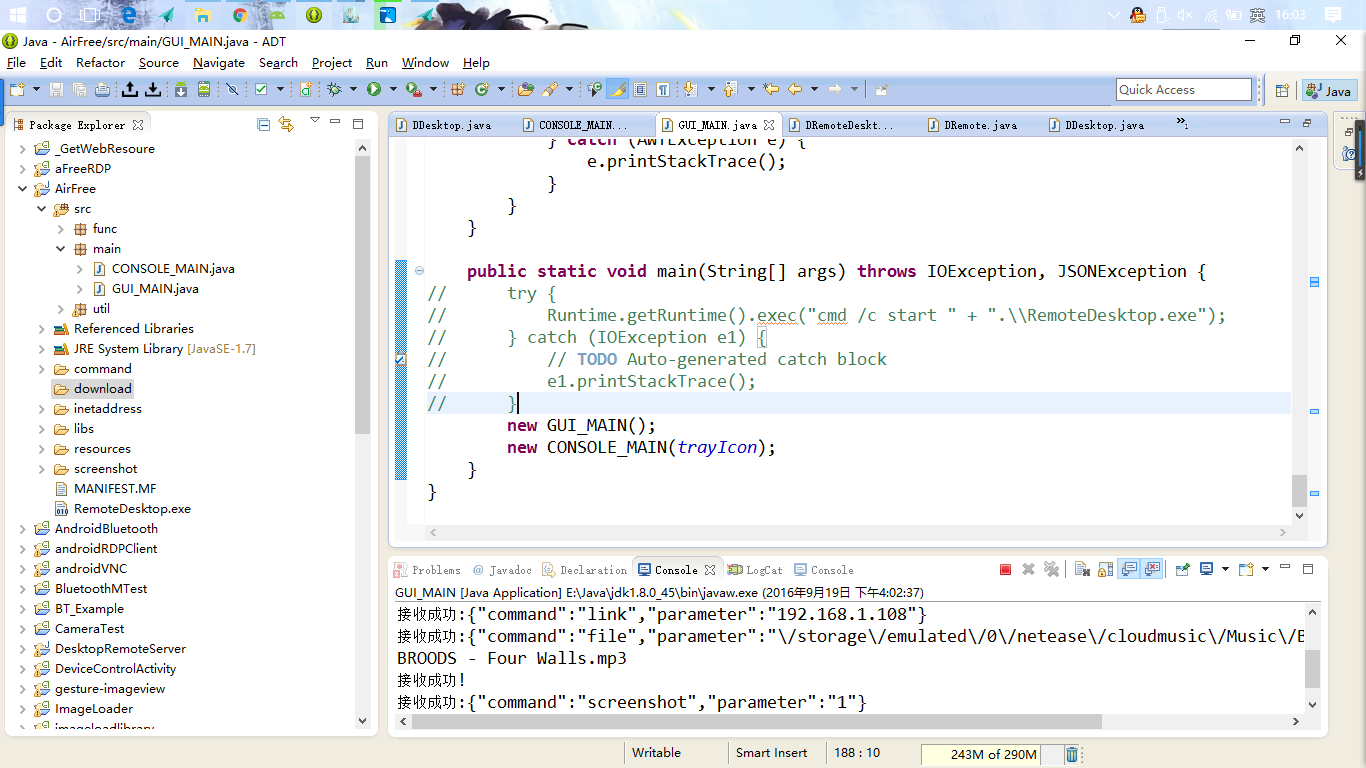 英 16:03
Java - AirFree/src/main/GUI_MAIN.java - ADT
File Edit Refactor Source Navigate Search Project Run Window Help
Quick Access Java
Package Explorer
_GetWebResoure
aFreeRDP
AirFree
src
func
main
CONSOLE_MAIN.java
GUI_MAIN.java
util
Referenced Libraries
JRE System Library [JavaSE-1.7]
command
download
inetaddress
libs
resources
screenshot
MANIFEST.MF
RemoteDesktop.exe
AndroidBluetooth
androidRDPClient
androidVNC
BluetoothMTest
BT_Example
CameraTest
DesktopRemoteServer
DeviceControlActivity
gesture-imageview
ImageLoader
imageloadlibrary
DDesktop.java CONSOLE_MAIN... GUI_MAIN.java DRemoteDeskt... DRemote.java DDesktop.java »1
} catch (AWTException e) {
e.printStackTrace();
}
}
}
public static void main(String[] args) throws IOException, JSONException {
// try {
// Runtime.getRuntime().exec("cmd /c start " + ".\\RemoteDesktop.exe");
// } catch (IOException e1) {
// // TODO Auto-generated catch block
// e1.printStackTrace();
// }
new GUI_MAIN();
new CONSOLE_MAIN(trayIcon);
}
}
Problems @ Javadoc Declaration Console LogCat Console
GUI_MAIN [Java Application] E:\Java\jdk1.8.0_45\bin\javaw.exe (2016年9月19日 下午4:02:37)
接收成功:{"command":"link","parameter":"192.168.1.108"}
接收成功:{"command":"file","parameter":"\/storage\/emulated\/0\/netease\/cloudmusic\/Music\/B
BROODS - Four Walls.mp3
接收成功!
接收成功:{"command":"screenshot","parameter":"1"}
Writable Smart Insert 188 : 10 243M of 290M